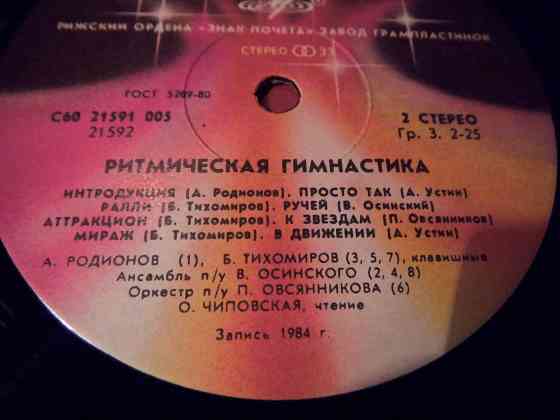 РИЖСКИЙ ОРДЕНА «ЗНАК ПОЧЕТА» ЗАВОД ГРАМПЛАСТИНОК
СТЕРЕО 33
ГОСТ 5289-80
С60 21591 005
21592
2 СТЕРЕО
Гр. 3. 2-25
РИТМИЧЕСКАЯ ГИМНАСТИКА
ИНТРОДУКЦИЯ (А. Родионов). ПРОСТО ТАК (А. Устин)
РАЛЛИ (Б. Тихомиров). РУЧЕЙ (В. Осинский)
АТТРАКЦИОН (Б. Тихомиров). К ЗВЕЗДАМ (П. Овсянников)
МИРАЖ (Б. Тихомиров). В ДВИЖЕНИИ (А. Устин)
А. РОДИОНОВ (1), Б. ТИХОМИРОВ (3, 5, 7), клавишные
Ансамбль п/у В. ОСИНСКОГО (2, 4, 8)
Оркестр п/у П. ОВСЯННИКОВА (6)
О. ЧИПОВСКАЯ, чтение
Запись 1984 г.